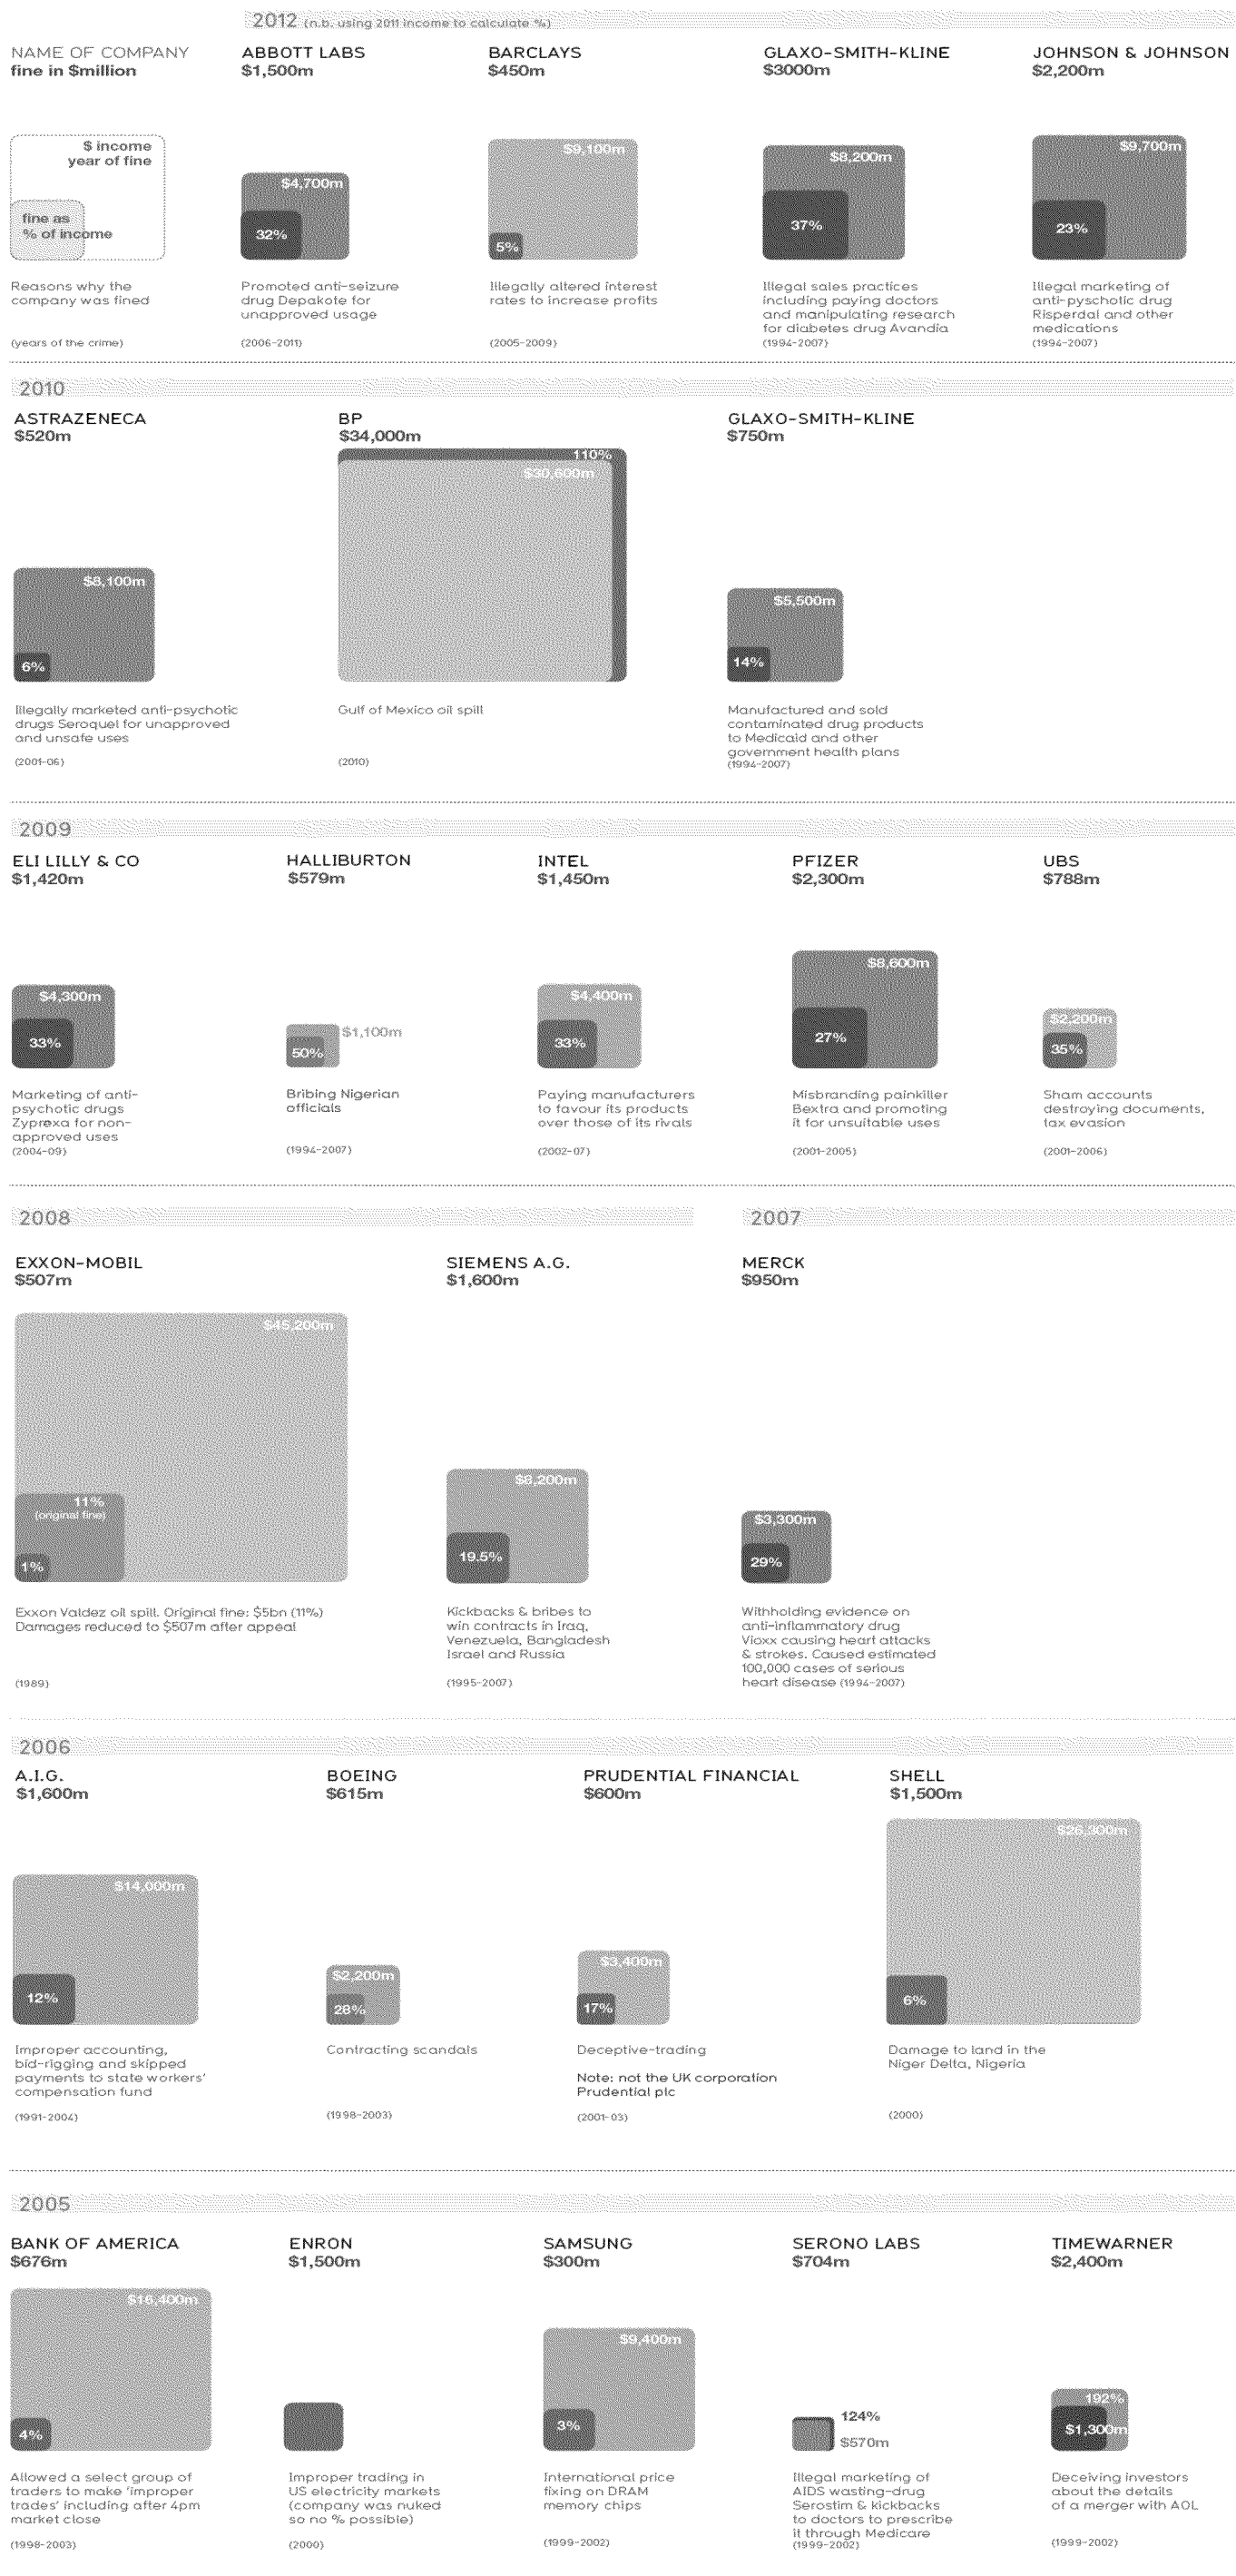 2012 (n.b. using 2011 income to calculate %)
NAME OF COMPANY
fine in $million
$ income
year of fine
fine as
% of income
Reasons why the
company was fined
(years of the crime)
ABBOTT LABS
$1,500m
$4,700m
32%
Promoted anti-seizure
drug Depakote for
unapproved usage
(2006-2011)
BARCLAYS
$450m
$9,100m
5%
Illegally altered interest
rates to increase profits
(2005-2009)
GLAXO-SMITH-KLINE
$3000m
$8,200m
37%
Illegal sales practices
including paying doctors
and manipulating research
for diabetes drug Avandia
(1994-2007)
JOHNSON & JOHNSON
$2,200m
$9,700m
23%
Illegal marketing of
anti-pyschotic drug
Risperdal and other
medications
(1994-2007)
2010
ASTRAZENECA
$520m
$8,100m
6%
Illegally marketed anti-psychotic
drugs Seroquel for unapproved
and unsafe uses
(2001-06)
BP
$34,000m
110%
$30,600m
Gulf of Mexico oil spill
(2010)
GLAXO-SMITH-KLINE
$750m
$5,500m
14%
Manufactured and sold
contaminated drug products
to Medicaid and other
government health plans
(1994-2007)
2009
ELI LILLY & CO
$1,420m
$4,300m
33%
Marketing of anti-
psychotic drugs
Zyprexa for non-
approved uses
(2004-09)
HALLIBURTON
$579m
$1,100m
50%
Bribing Nigerian
officials
(1994-2007)
INTEL
$1,450m
$4,400m
33%
Paying manufacturers
to favour its products
over those of its rivals
(2002-07)
PFIZER
$2,300m
$8,600m
27%
Misbranding painkiller
Bextra and promoting
it for unsuitable uses
(2001-2005)
UBS
$788m
$2,200m
35%
Sham accounts
destroying documents,
tax evasion
(2001-2006)
2008
EXXON-MOBIL
$507m
$45,200m
11%
(original fine)
1%
Exxon Valdez oil spill. Original fine: $5bn (11%)
Damages reduced to $507m after appeal
(1989)
SIEMENS A.G.
$1,600m
$8,200m
19.5%
Kickbacks & bribes to
win contracts in Iraq,
Venezuela, Bangladesh
Israel and Russia
(1995-2007)
2007
MERCK
$950m
$3,300m
29%
Withholding evidence on
anti-inflammatory drug
Vioxx causing heart attacks
& strokes. Caused estimated
100,000 cases of serious
heart disease (1994-2007)
2006
A.I.G.
$1,600m
$14,000m
12%
Improper accounting,
bid-rigging and skipped
payments to state workers'
compensation fund
(1991-2004)
BOEING
$615m
$2,200m
28%
Contracting scandals
(1998-2003)
PRUDENTIAL FINANCIAL
$600m
$3,400m
17%
Deceptive-trading
Note: not the UK corporation
Prudential plc
(2001-03)
SHELL
$1,500m
$26,300m
6%
Damage to land in the
Niger Delta, Nigeria
(2000)
2005
BANK OF AMERICA
$676m
$16,400m
4%
Allowed a select group of
traders to make 'improper
trades' including after 4pm
market close
(1998-2003)
ENRON
$1,500m
Improper trading in
US electricity markets
(company was nuked
so no % possible)
(2000)
SAMSUNG
$300m
$9,400m
3%
International price
fixing on DRAM
memory chips
(1999-2002)
SERONO LABS
$704m
124%
$570m
Illegal marketing of
AIDS wasting-drug
Serostim & kickbacks
to doctors to prescribe
it through Medicare
(1999-2002)
TIMEWARNER
$2,400m
192%
$1,300m
Deceiving investors
about the details
of a merger with AOL
(1999-2002)